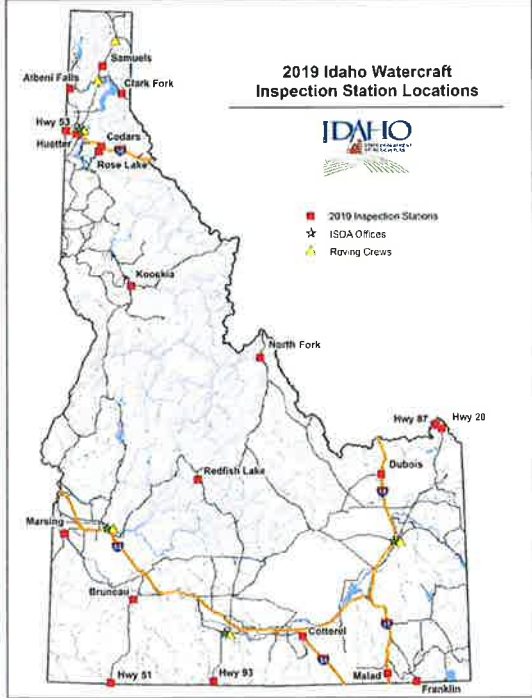 2019 Idaho Watercraft
Inspection Station Locations
IDAHO
2019 Inspection Stations
ISDA Offices
Roving Crews
Samuels
Albeni Falls
Clark Fork
Hwy 53
Huetter
Cedars
Rose Lake
Kooskia
North Fork
Hwy 87
Hwy 20
Redfish Lake
Dubois
Marsing
Bruneau
Cotterel
Hwy 51
Hwy 93
Malad
Franklin